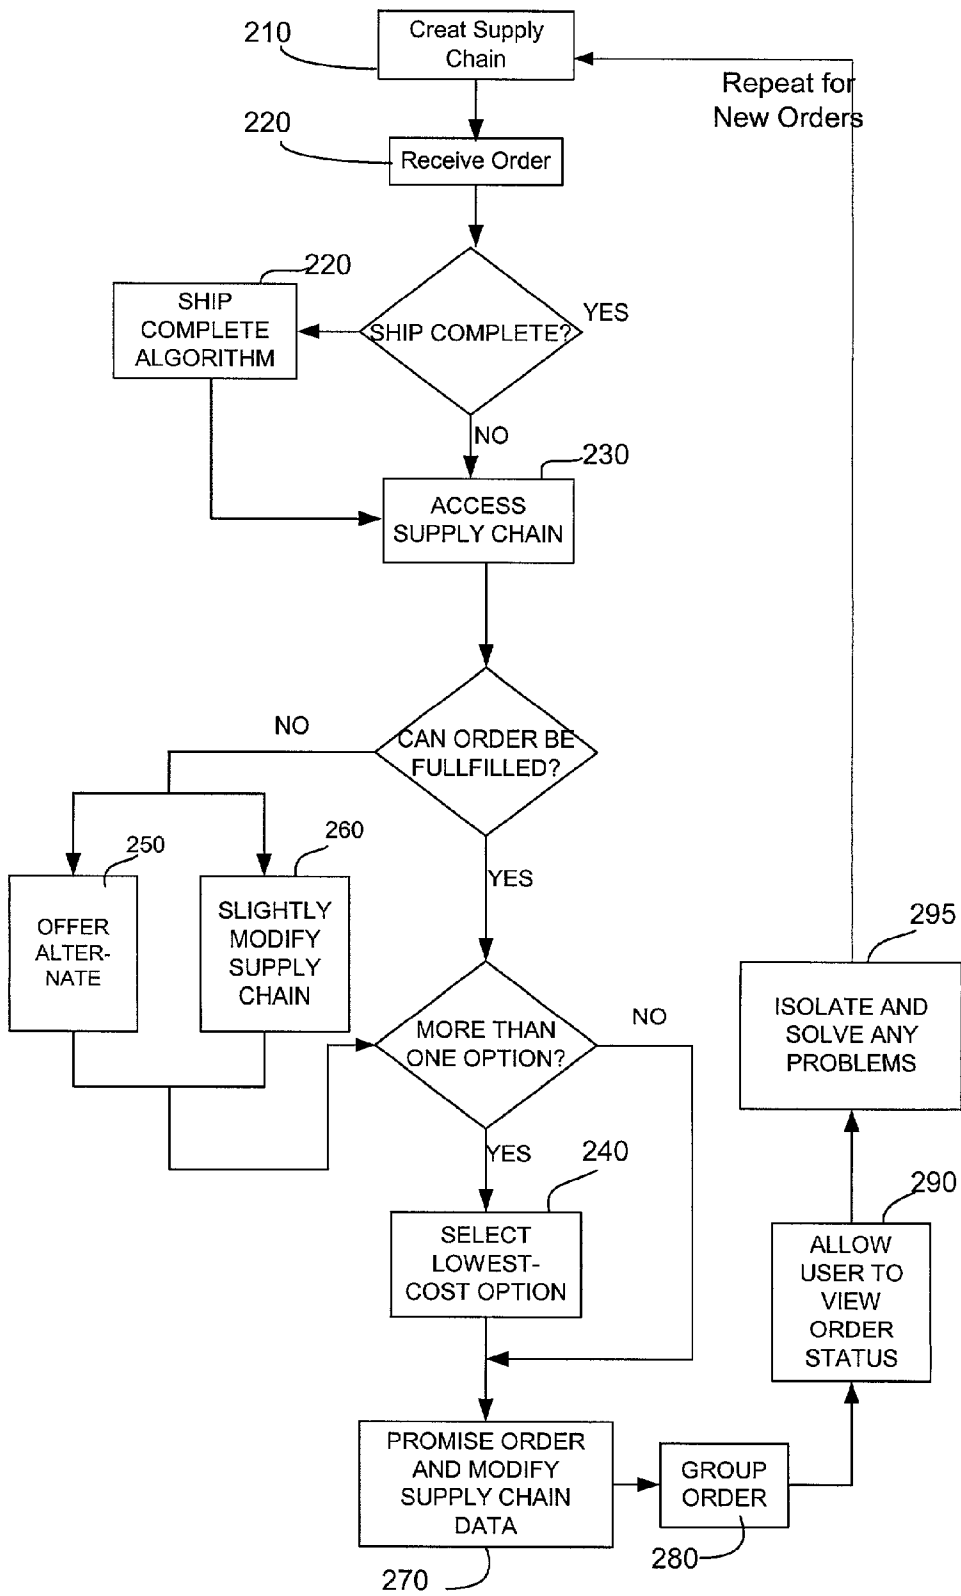 210
Creat Supply
Chain
Repeat for
New Orders
220
Receive Order
220
SHIP
COMPLETE
ALGORITHM
SHIP COMPLETE?
YES
NO
230
ACCESS
SUPPLY CHAIN
CAN ORDER BE
FULLFILLED?
NO
YES
250
OFFER
ALTER-
NATE
260
SLIGHTLY
MODIFY
SUPPLY
CHAIN
MORE THAN
ONE OPTION?
NO
YES
240
SELECT
LOWEST-
COST OPTION
295
ISOLATE AND
SOLVE ANY
PROBLEMS
290
ALLOW
USER TO
VIEW
ORDER
STATUS
PROMISE ORDER
AND MODIFY
SUPPLY CHAIN
DATA
270
GROUP
ORDER
280